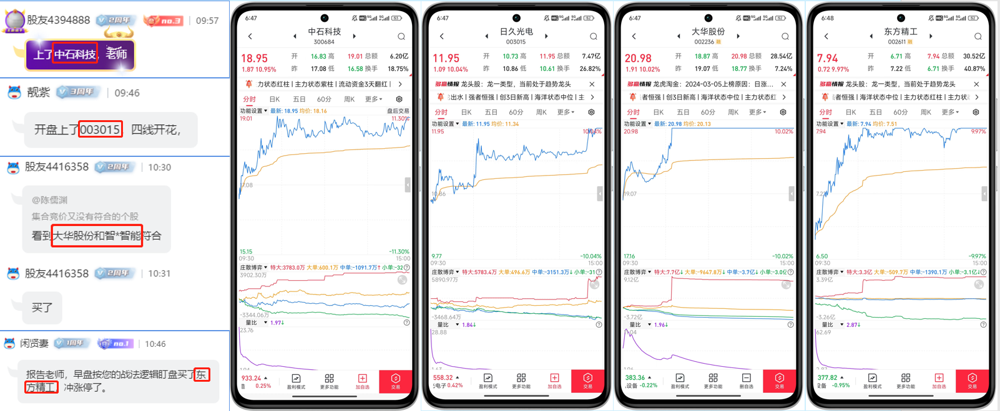 股友4394888 2周年 no.3 09:57
上了中石科技，老师
靓紫 3周年 09:46
开盘上了003015 四线开花，
股友4416358 2周年 10:30
@陈儒渊
集合竞价又没有符合的个股
看到大华股份和智*智能符合
股友4416358 2周年 10:31
买了
闲贤妻 1周年 no.1 10:46
报告老师，早盘按您的战法逻辑盯盘买了东
方精工，冲涨停了。
6:47
中石科技
300684
18.95 开 16.83 高 19.01 总额 6.20亿
1.87 10.95% 昨 17.08 低 16.58 换手 18.75%
力状态红柱 | 主力状态紫柱 | 流动资金3天翻红 |
分时 日K 五日 60分 周K 更多
功能设置 最新: 18.95 均价: 18.16 盘后交易
19.01 11.30%
17.08
15.15 -11.30%
09:30 15:00
庄散博弈 特大:3783.0万 大单:600.1万 中单:-1091.7万↑ 小单:-32
3902.30万
-3344.06万
量比 1.97↓
23.76
1.04
933.24 0.25% 盈利模式 更多功能 加自选 交易
6:47
日久光电
003015
11.95 开 10.73 高 11.95 总额 7.47亿
1.09 10.04% 昨 10.86 低 10.61 换手 26.82%
多赢情报 龙头股: 龙一类型，当前处于趋势龙头
出水 | 强者恒强 | 创3日新高 | 海洋状态中位 | 主
分时 日K 五日 60分 周K 更多
功能设置 最新: 11.95 均价: 11.34
11.95 10.04%
10.86
9.77 -10.04%
09:30 15:00
庄散博弈 特大:5783.4万 大单:496.6万 中单:-3151.3万↓ 小单:-31
5890.97万
-3468.64万
量比 1.84↓
28.88
558.32 电子 0.42% 盈利模式 更多功能 加自选 交易
6:47
大华股份
002236 融
20.98 开 18.87 高 20.98 总额 28.54亿
1.91 10.02% 昨 19.07 低 18.77 换手 7.24%
多赢情报 龙虎淘金: 2024-03-05上榜原因: 日涨...
者恒强 | 创3日新高 | 海洋状态中位 | 主力状态红
分时 日K 五日 60分 周K 更多
功能设置 最新: 20.98 均价: 20.13
20.98 10.02%
19.07
17.16 -10.02%
09:30 15:00
庄散博弈 特大:7.7亿↓ 大单:-9647.8万↓ 中单:-3.7亿↓ 小单:-3.0亿
9.12亿
-3.72亿
量比 1.96↓
383.36 设备 -0.22% 盈利模式 更多功能 删自选 交易
6:48
东方精工
002611 融
7.94 开 6.71 高 7.94 总额 30.52亿
0.72 9.97% 昨 7.22 低 6.71 换手 40.87%
多赢情报 龙头股: 龙一类型，当前处于趋势龙头
者恒强 | 海洋状态中位 | 主力状态红柱 | 主力状
分时 日K 五日 60分 周K 更多
功能设置 最新: 7.94 均价: 7.51
7.94 9.97%
7.22
6.50 -9.97%
09:30 15:00
庄散博弈 特大:3.3亿 大单:-509.7万 中单:-1390.1万 小单:-3.1亿↓
3.39亿
-3.26亿
量比 2.87↓
62.69
2.87
377.82 设备 -0.95% 盈利模式 更多功能 加自选 交易